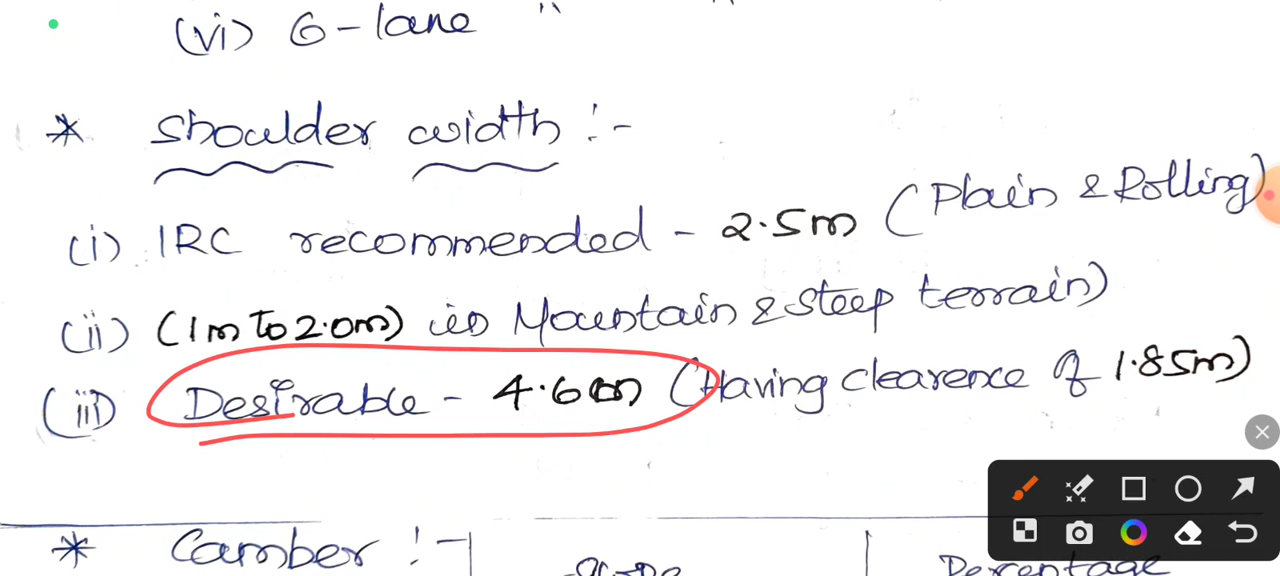 (vi) 6-lane "
* Shoulder width :-
(i) IRC recommended - 2.5m (Plain & Rolling)
(ii) (1m To 2.0m) in Mountain & steep terrain)
(iii) Desirable - 4.6m (Having clearence of 1.85m)
* Camber :-
Percentage